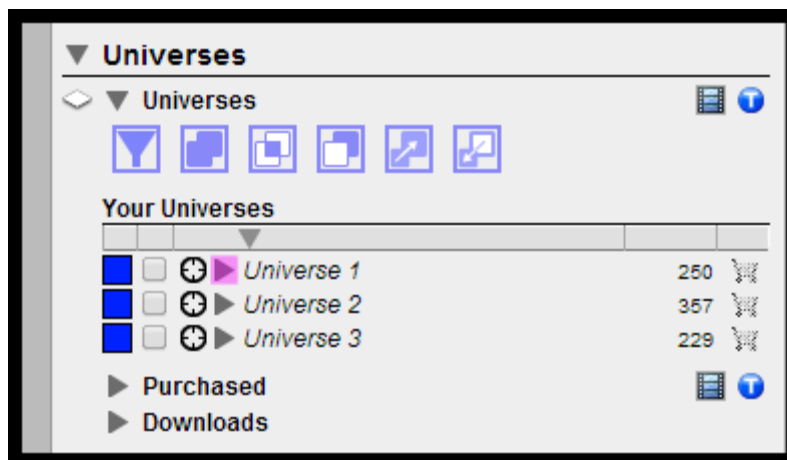 Universes
Universes
T
Your Universes
Universe 1 250
Universe 2 357
Universe 3 229
Purchased
T
Downloads